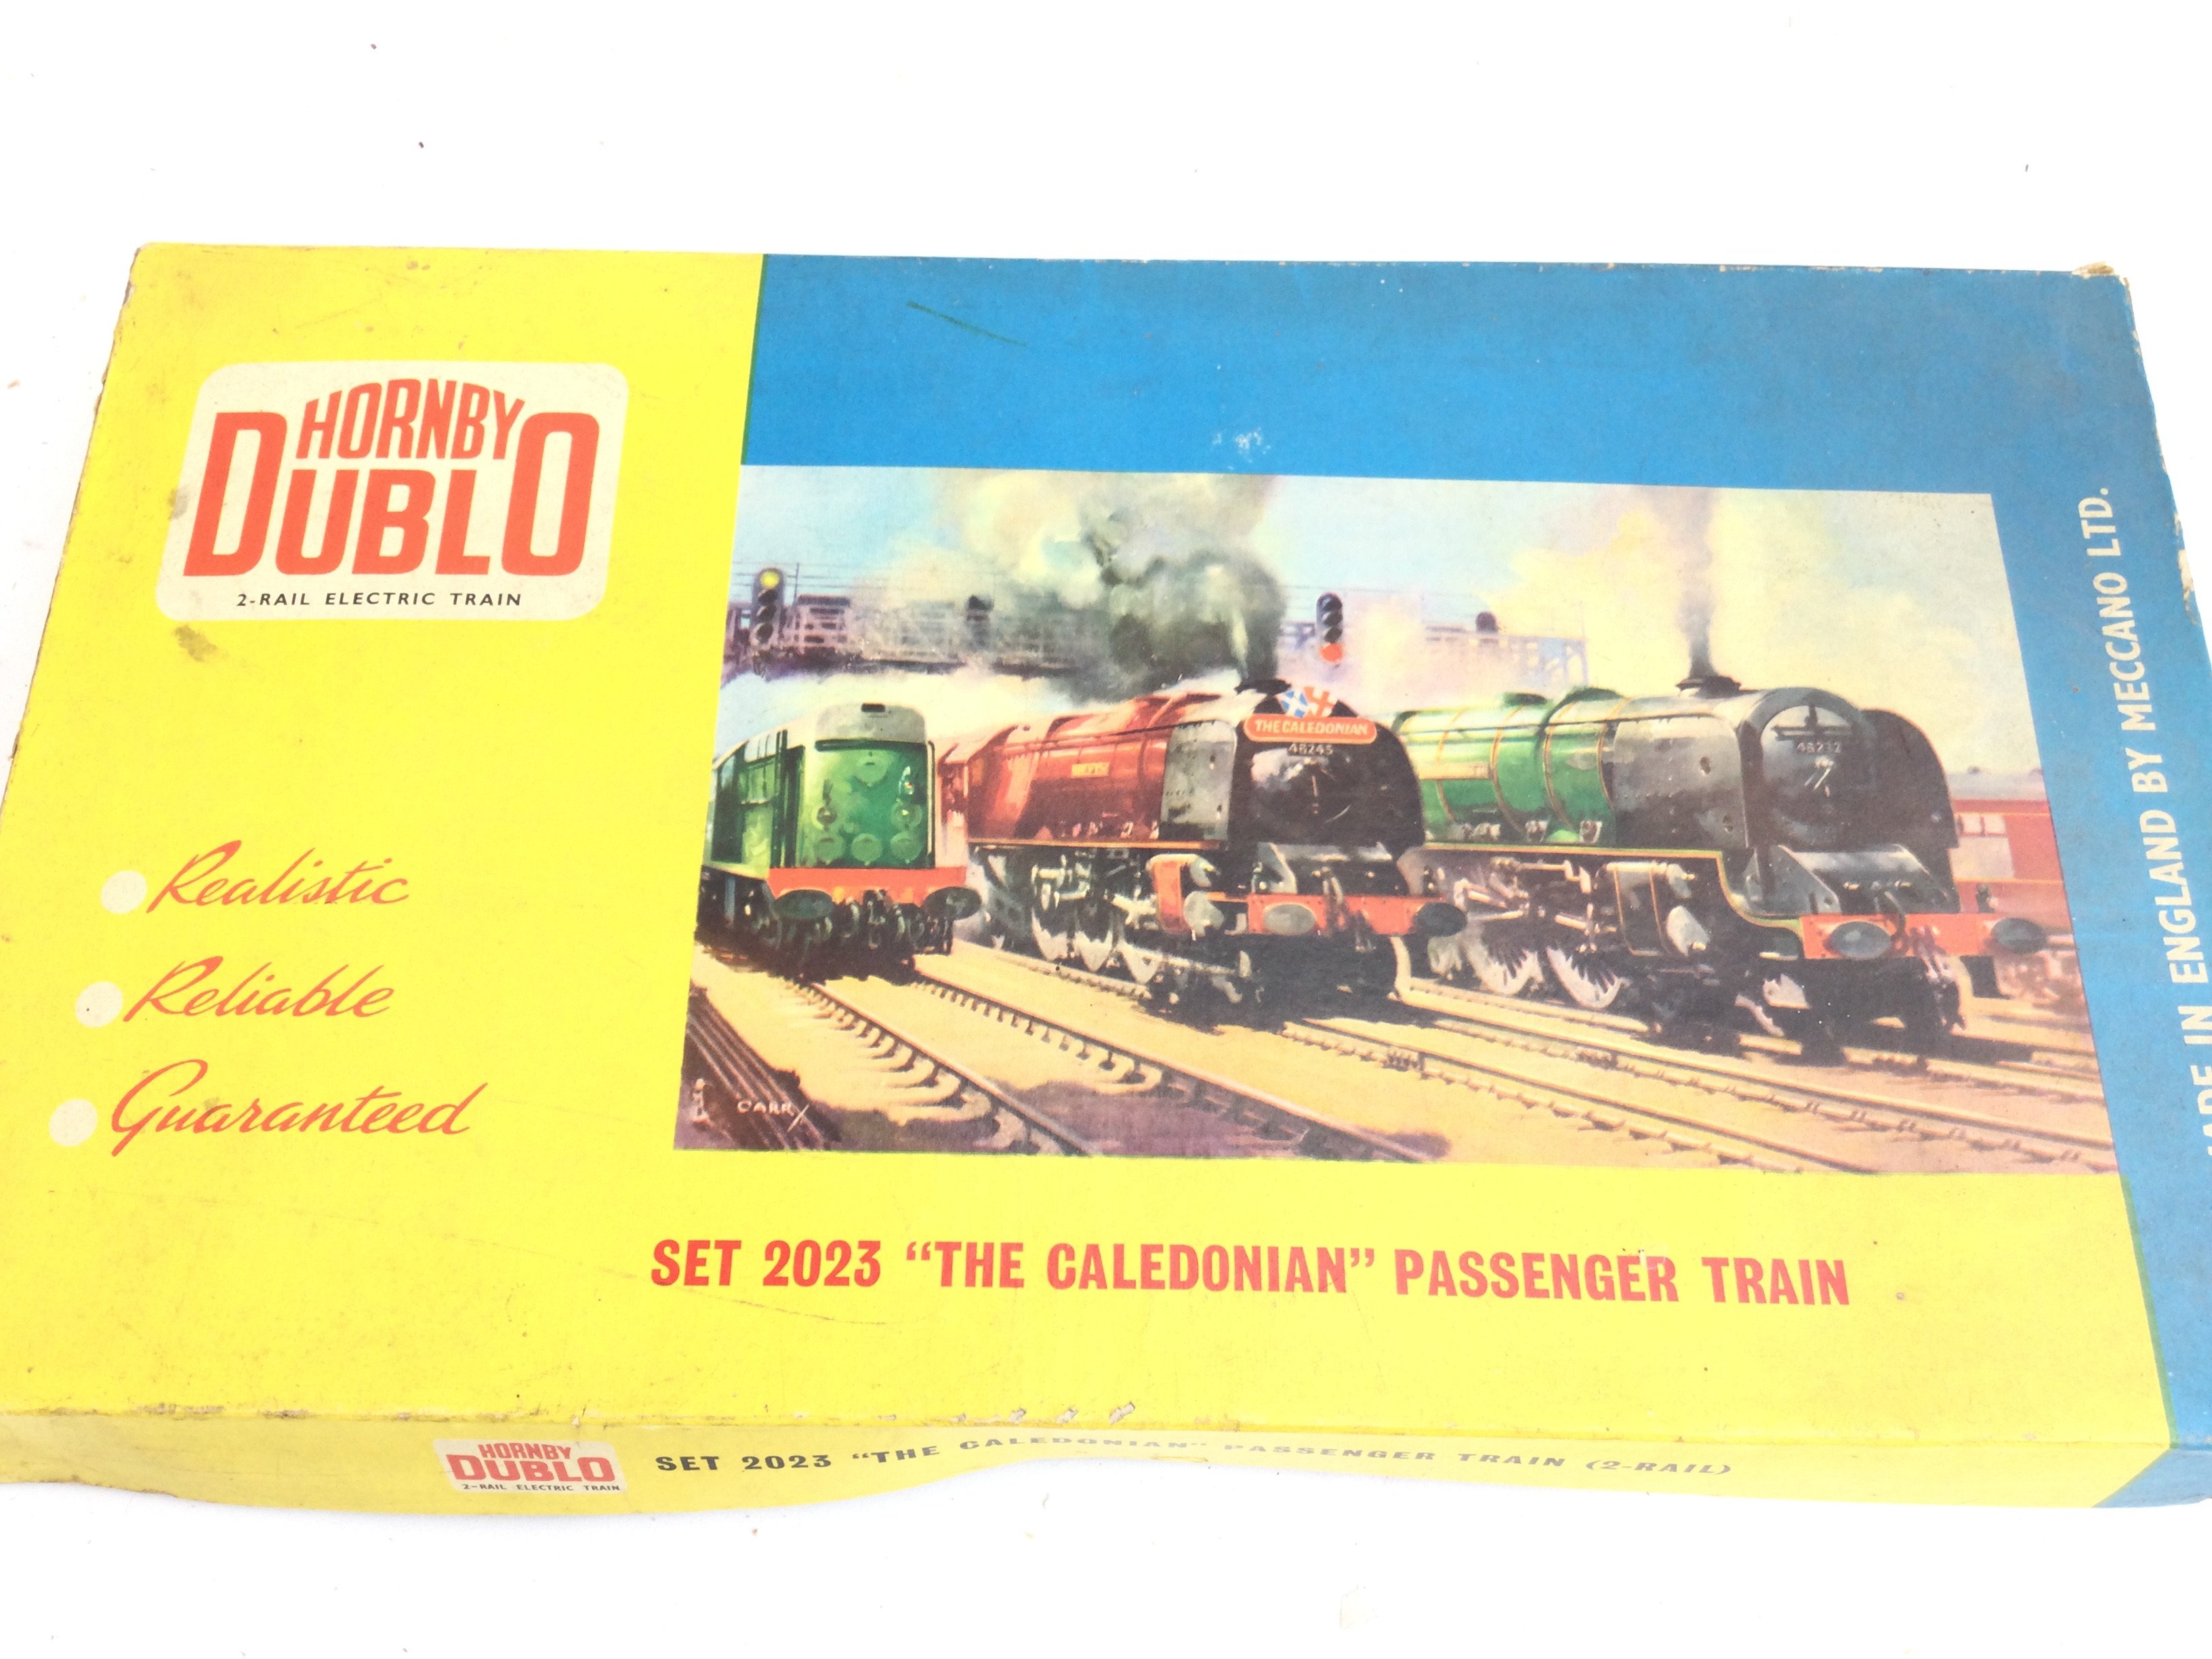 HORNBY
DUBLO
2-RAIL ELECTRIC TRAIN
Realistic
Reliable
Guaranteed
THE CALEDONIAN
46245
46232
CARR
SET 2023 “THE CALEDONIAN” PASSENGER TRAIN
MADE IN ENGLAND BY MECCANO LTD.
HORNBY
DUBLO
2-RAIL ELECTRIC TRAIN
SET 2023 “THE CALEDONIAN” PASSENGER TRAIN (2-RAIL)